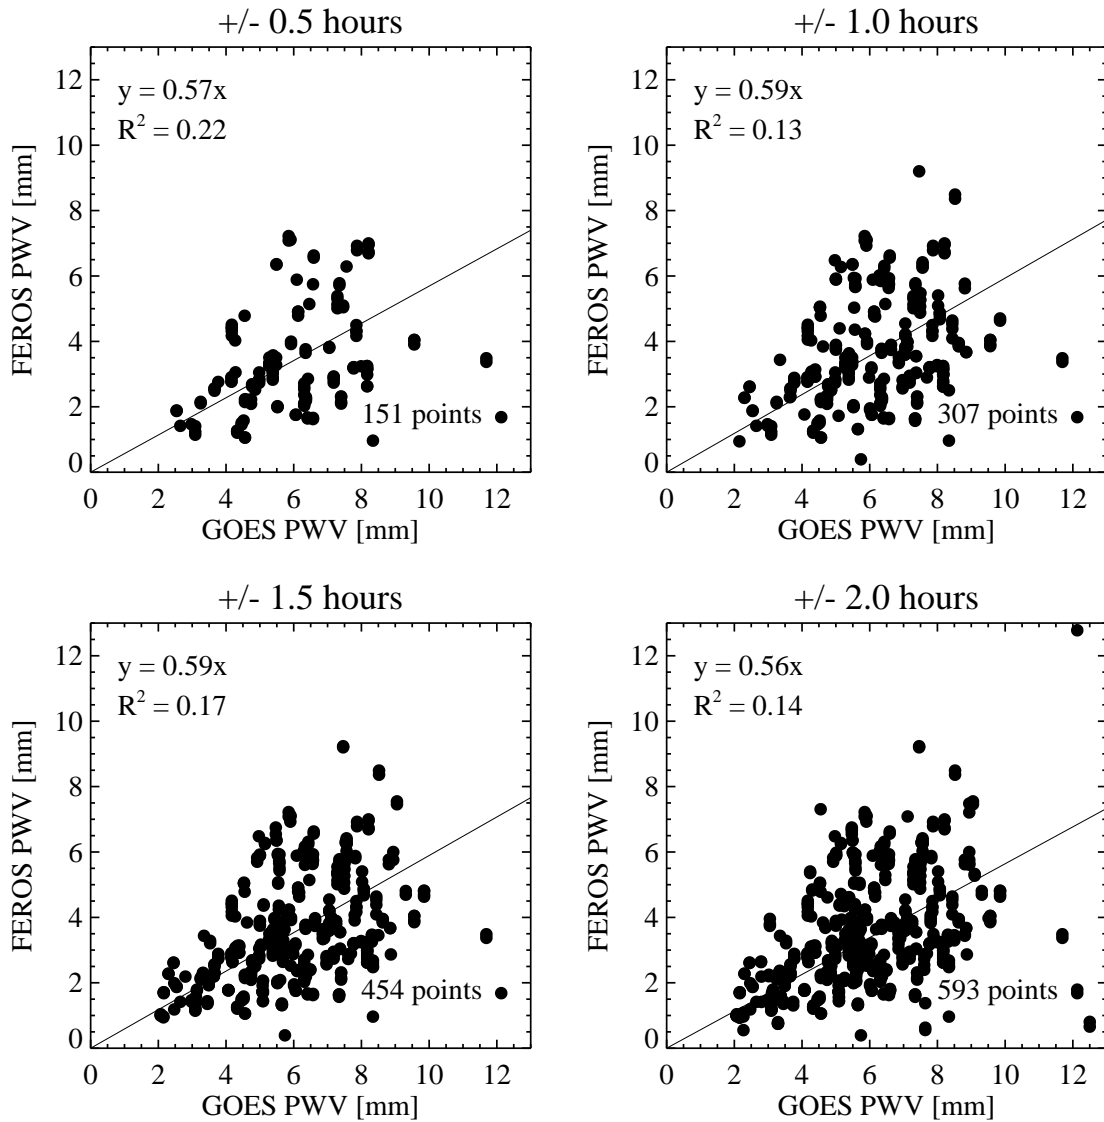 +/- 0.5 hours
y = 0.57x
R² = 0.22
151 points
FEROS PWV [mm]
12
10
8
6
4
2
0
0 2 4 6 8 10 12
GOES PWV [mm]
+/- 1.0 hours
y = 0.59x
R² = 0.13
307 points
FEROS PWV [mm]
12
10
8
6
4
2
0
0 2 4 6 8 10 12
GOES PWV [mm]
+/- 1.5 hours
y = 0.59x
R² = 0.17
454 points
FEROS PWV [mm]
12
10
8
6
4
2
0
0 2 4 6 8 10 12
GOES PWV [mm]
+/- 2.0 hours
y = 0.56x
R² = 0.14
593 points
FEROS PWV [mm]
12
10
8
6
4
2
0
0 2 4 6 8 10 12
GOES PWV [mm]